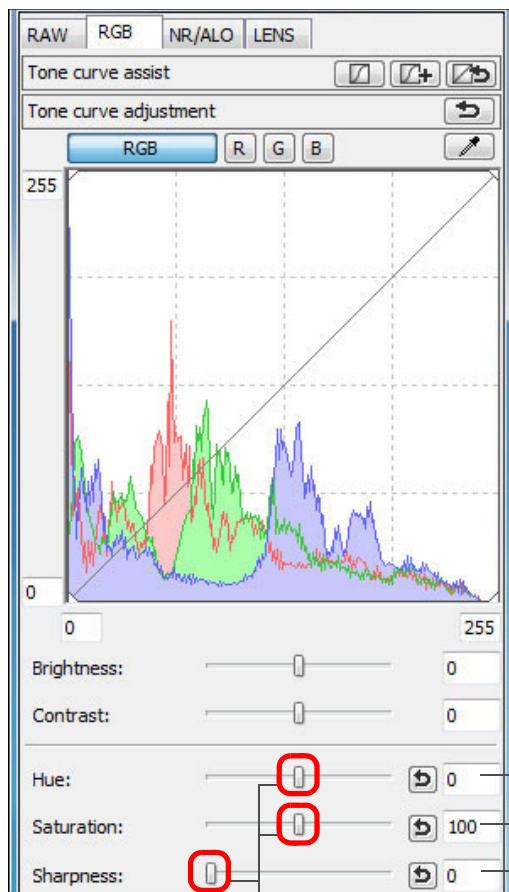 RAW RGB NR/ALO LENS
Tone curve assist
Tone curve adjustment
RGB R G B
255
0
0 255
Brightness: 0
Contrast: 0
Hue: 0
Saturation: 100
Sharpness: 0